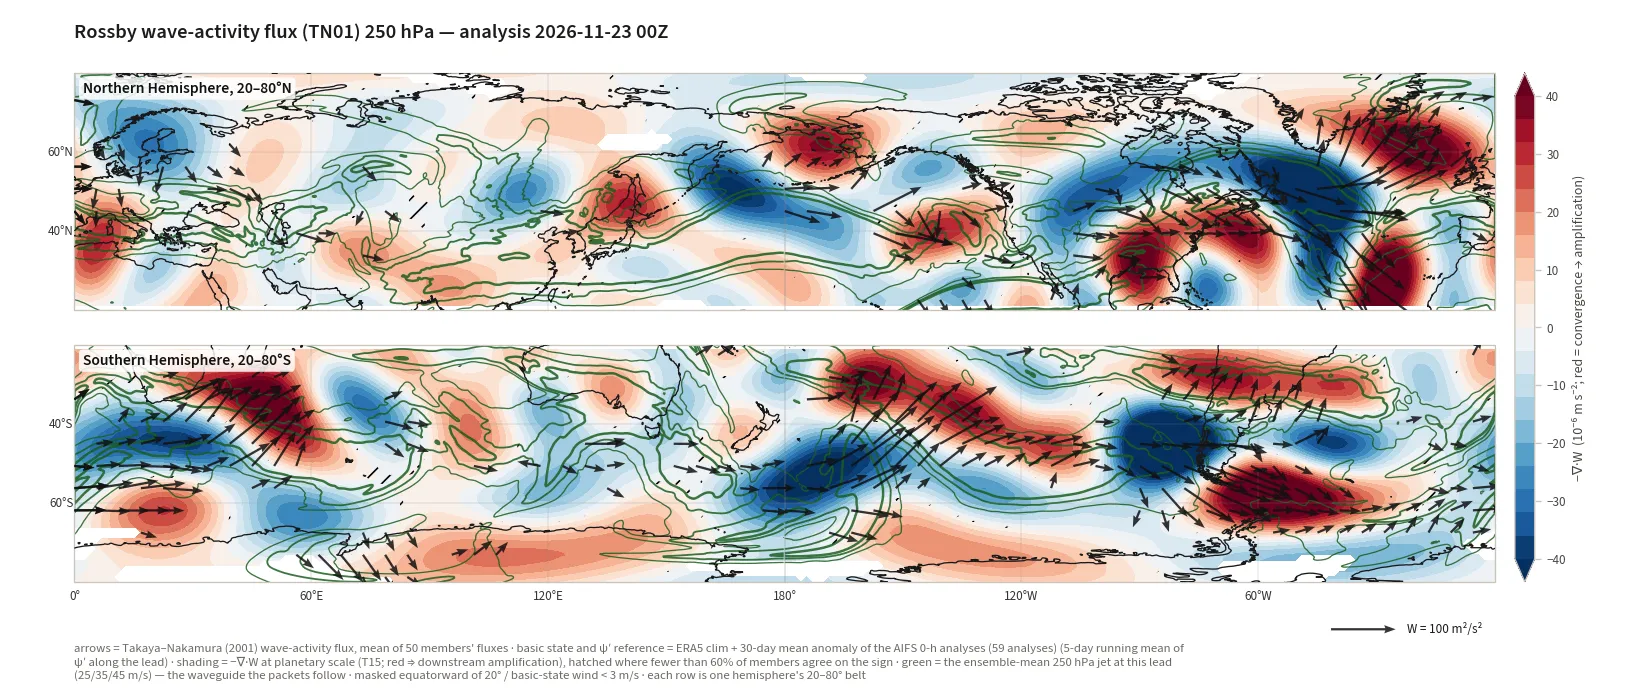 Rossby wave-activity flux (TN01) 250 hPa — analysis 2026-11-23 00Z
Northern Hemisphere, 20–80°N
60°N
40°N
Southern Hemisphere, 20–80°S
40°S
60°S
0°
60°E
120°E
180°
120°W
60°W
40
30
20
10
0
−10
−20
−30
−40
−∇·W (10⁻⁶ m s⁻²; red = convergence → amplification)
W = 100 m²/s²
arrows = Takaya–Nakamura (2001) wave-activity flux, mean of 50 members' fluxes · basic state and ψ′ reference = ERA5 clim + 30-day mean anomaly of the AIFS 0-h analyses (59 analyses) (5-day running mean of
ψ′ along the lead) · shading = −∇·W at planetary scale (T15; red ⇒ downstream amplification), hatched where fewer than 60% of members agree on the sign · green = the ensemble-mean 250 hPa jet at this lead
(25/35/45 m/s) — the waveguide the packets follow · masked equatorward of 20° / basic-state wind < 3 m/s · each row is one hemisphere's 20–80° belt